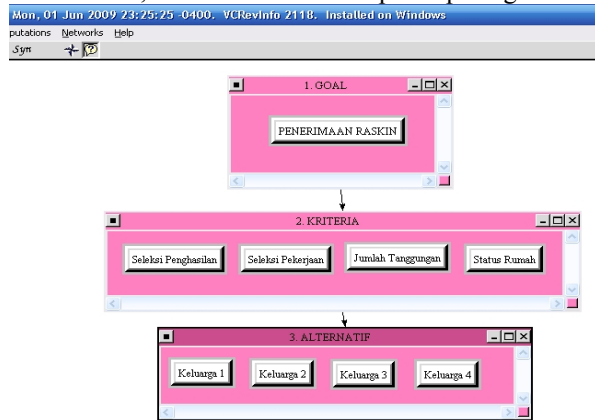 Mon, 01 Jun 2009 23:25:25 -0400. VCRevInfo 2118. Installed on Windows
putations Networks Help
Syn
1. GOAL
PENERIMAAN RASKIN
2. KRITERIA
Seleksi Penghasilan Seleksi Pekerjaan Jumlah Tanggungan Status Rumah
3. ALTERNATIF
Keluarga 1 Keluarga 2 Keluarga 3 Keluarga 4